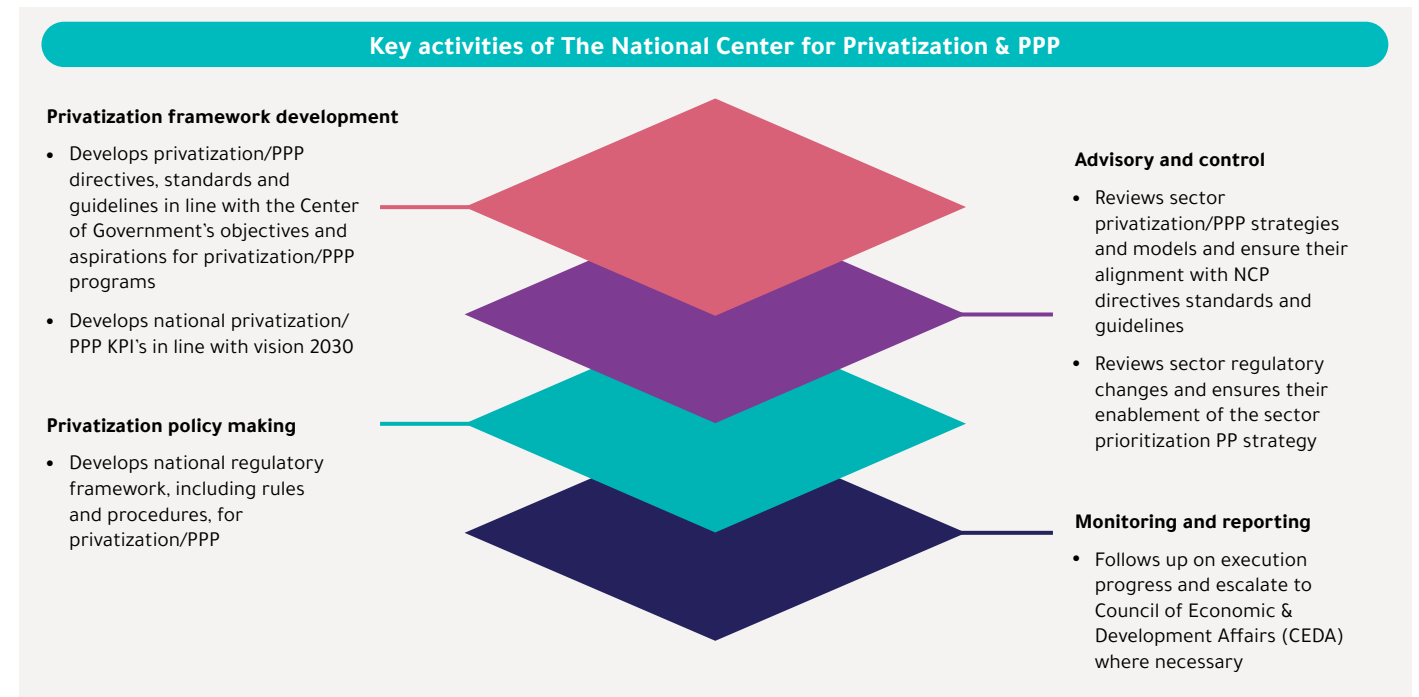 Key activities of The National Center for Privatization & PPP
Privatization framework development
• Develops privatization/PPP
directives, standards and
guidelines in line with the Center
of Government’s objectives and
aspirations for privatization/PPP
programs
• Develops national privatization/
PPP KPI’s in line with vision 2030
Privatization policy making
• Develops national regulatory
framework, including rules
and procedures, for
privatization/PPP
Advisory and control
• Reviews sector
privatization/PPP strategies
and models and ensure their
alignment with NCP
directives standards and
guidelines
• Reviews sector regulatory
changes and ensures their
enablement of the sector
prioritization PP strategy
Monitoring and reporting
• Follows up on execution
progress and escalate to
Council of Economic &
Development Affairs (CEDA)
where necessary